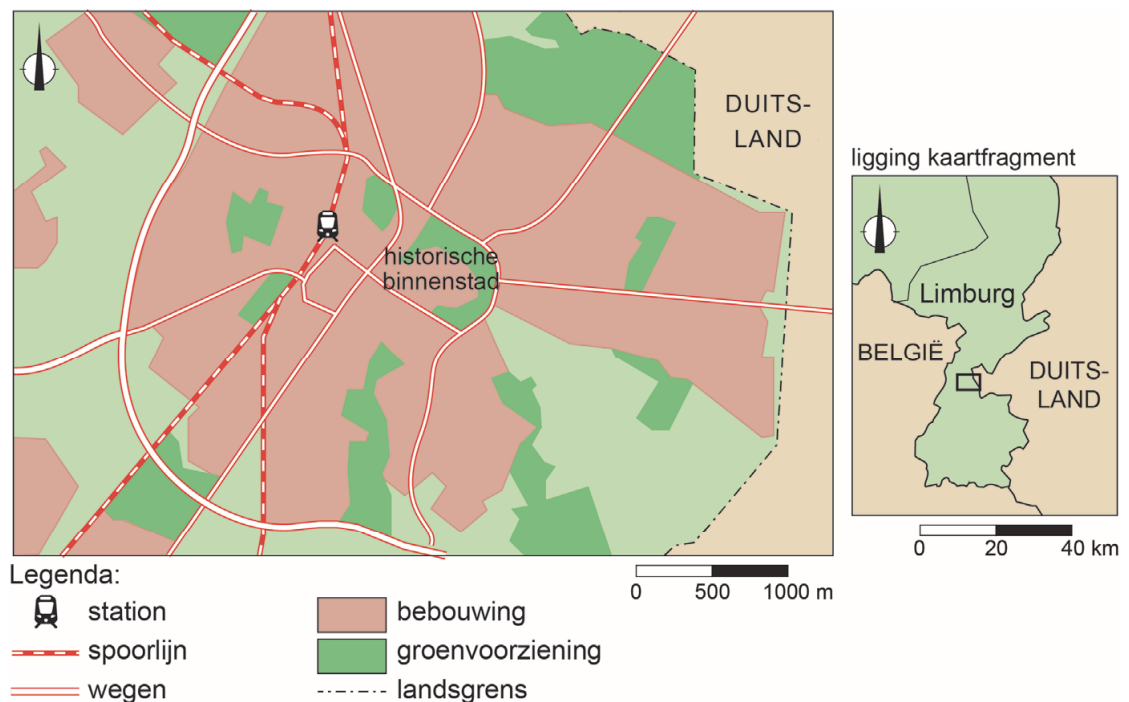 DUITS-
LAND
historische
binnenstad
ligging kaartfragment
Limburg
BELGIË
DUITS-
LAND
0 20 40 km
0 500 1000 m
Legenda:
station
spoorlijn
wegen
bebouwing
groenvoorziening
landsgrens